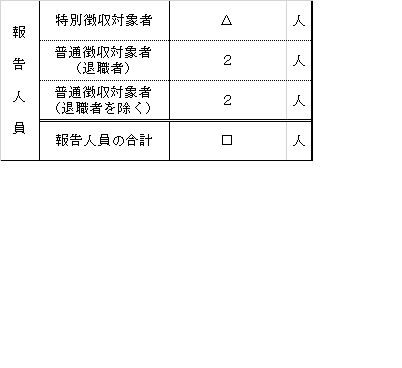 報告人員
特別徴収対象者 △ 人
普通徴収対象者
（退職者） 2 人
普通徴収対象者
（退職者を除く） 2 人
報告人員の合計 □ 人